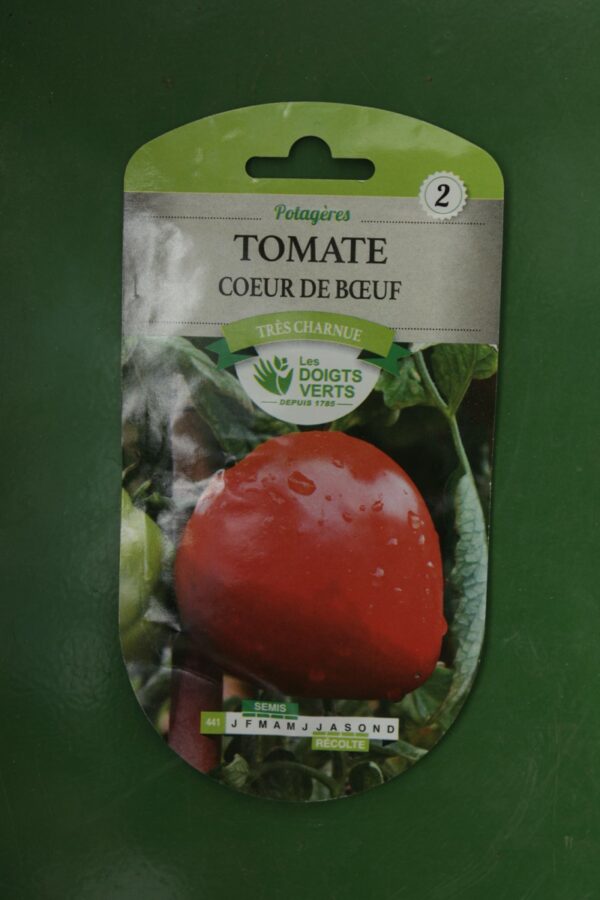 2
Potagères
TOMATE
COEUR DE BŒUF
TRÈS CHARNUE
Les
DOIGTS
VERTS
DEPUIS 1785
SEMIS
441 J F M A M J J A S O N D
RÉCOLTE